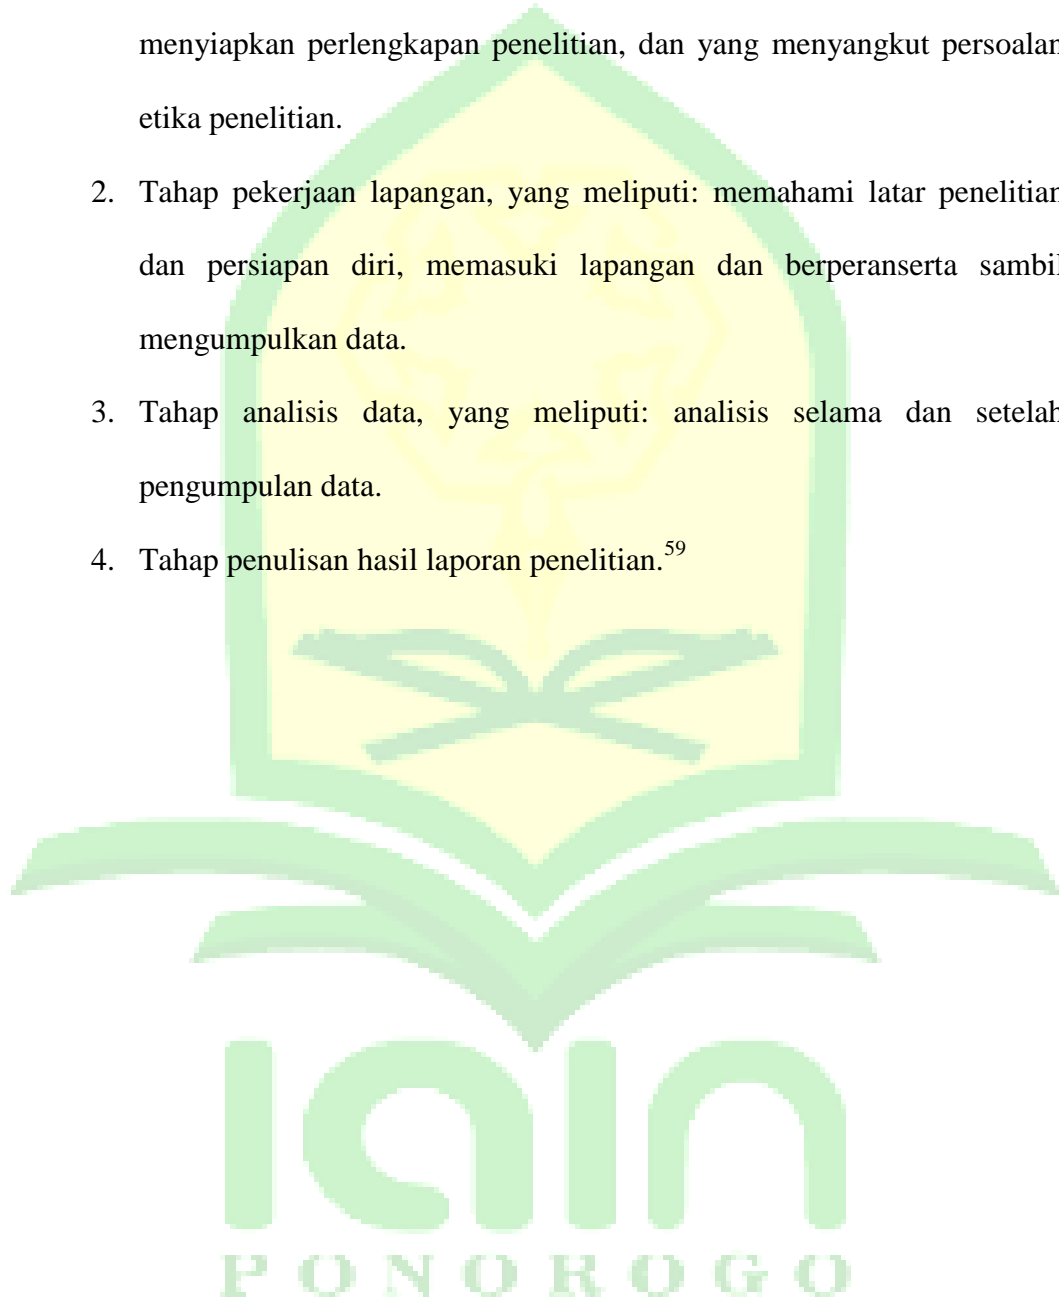 menyiapkan perlengkapan penelitian, dan yang menyangkut persoalan
etika penelitian.
2. Tahap pekerjaan lapangan, yang meliputi: memahami latar penelitian
dan persiapan diri, memasuki lapangan dan berperanserta sambil
mengumpulkan data.
3. Tahap analisis data, yang meliputi: analisis selama dan setelah
pengumpulan data.
4. Tahap penulisan hasil laporan penelitian.59
iain
PONOROGO